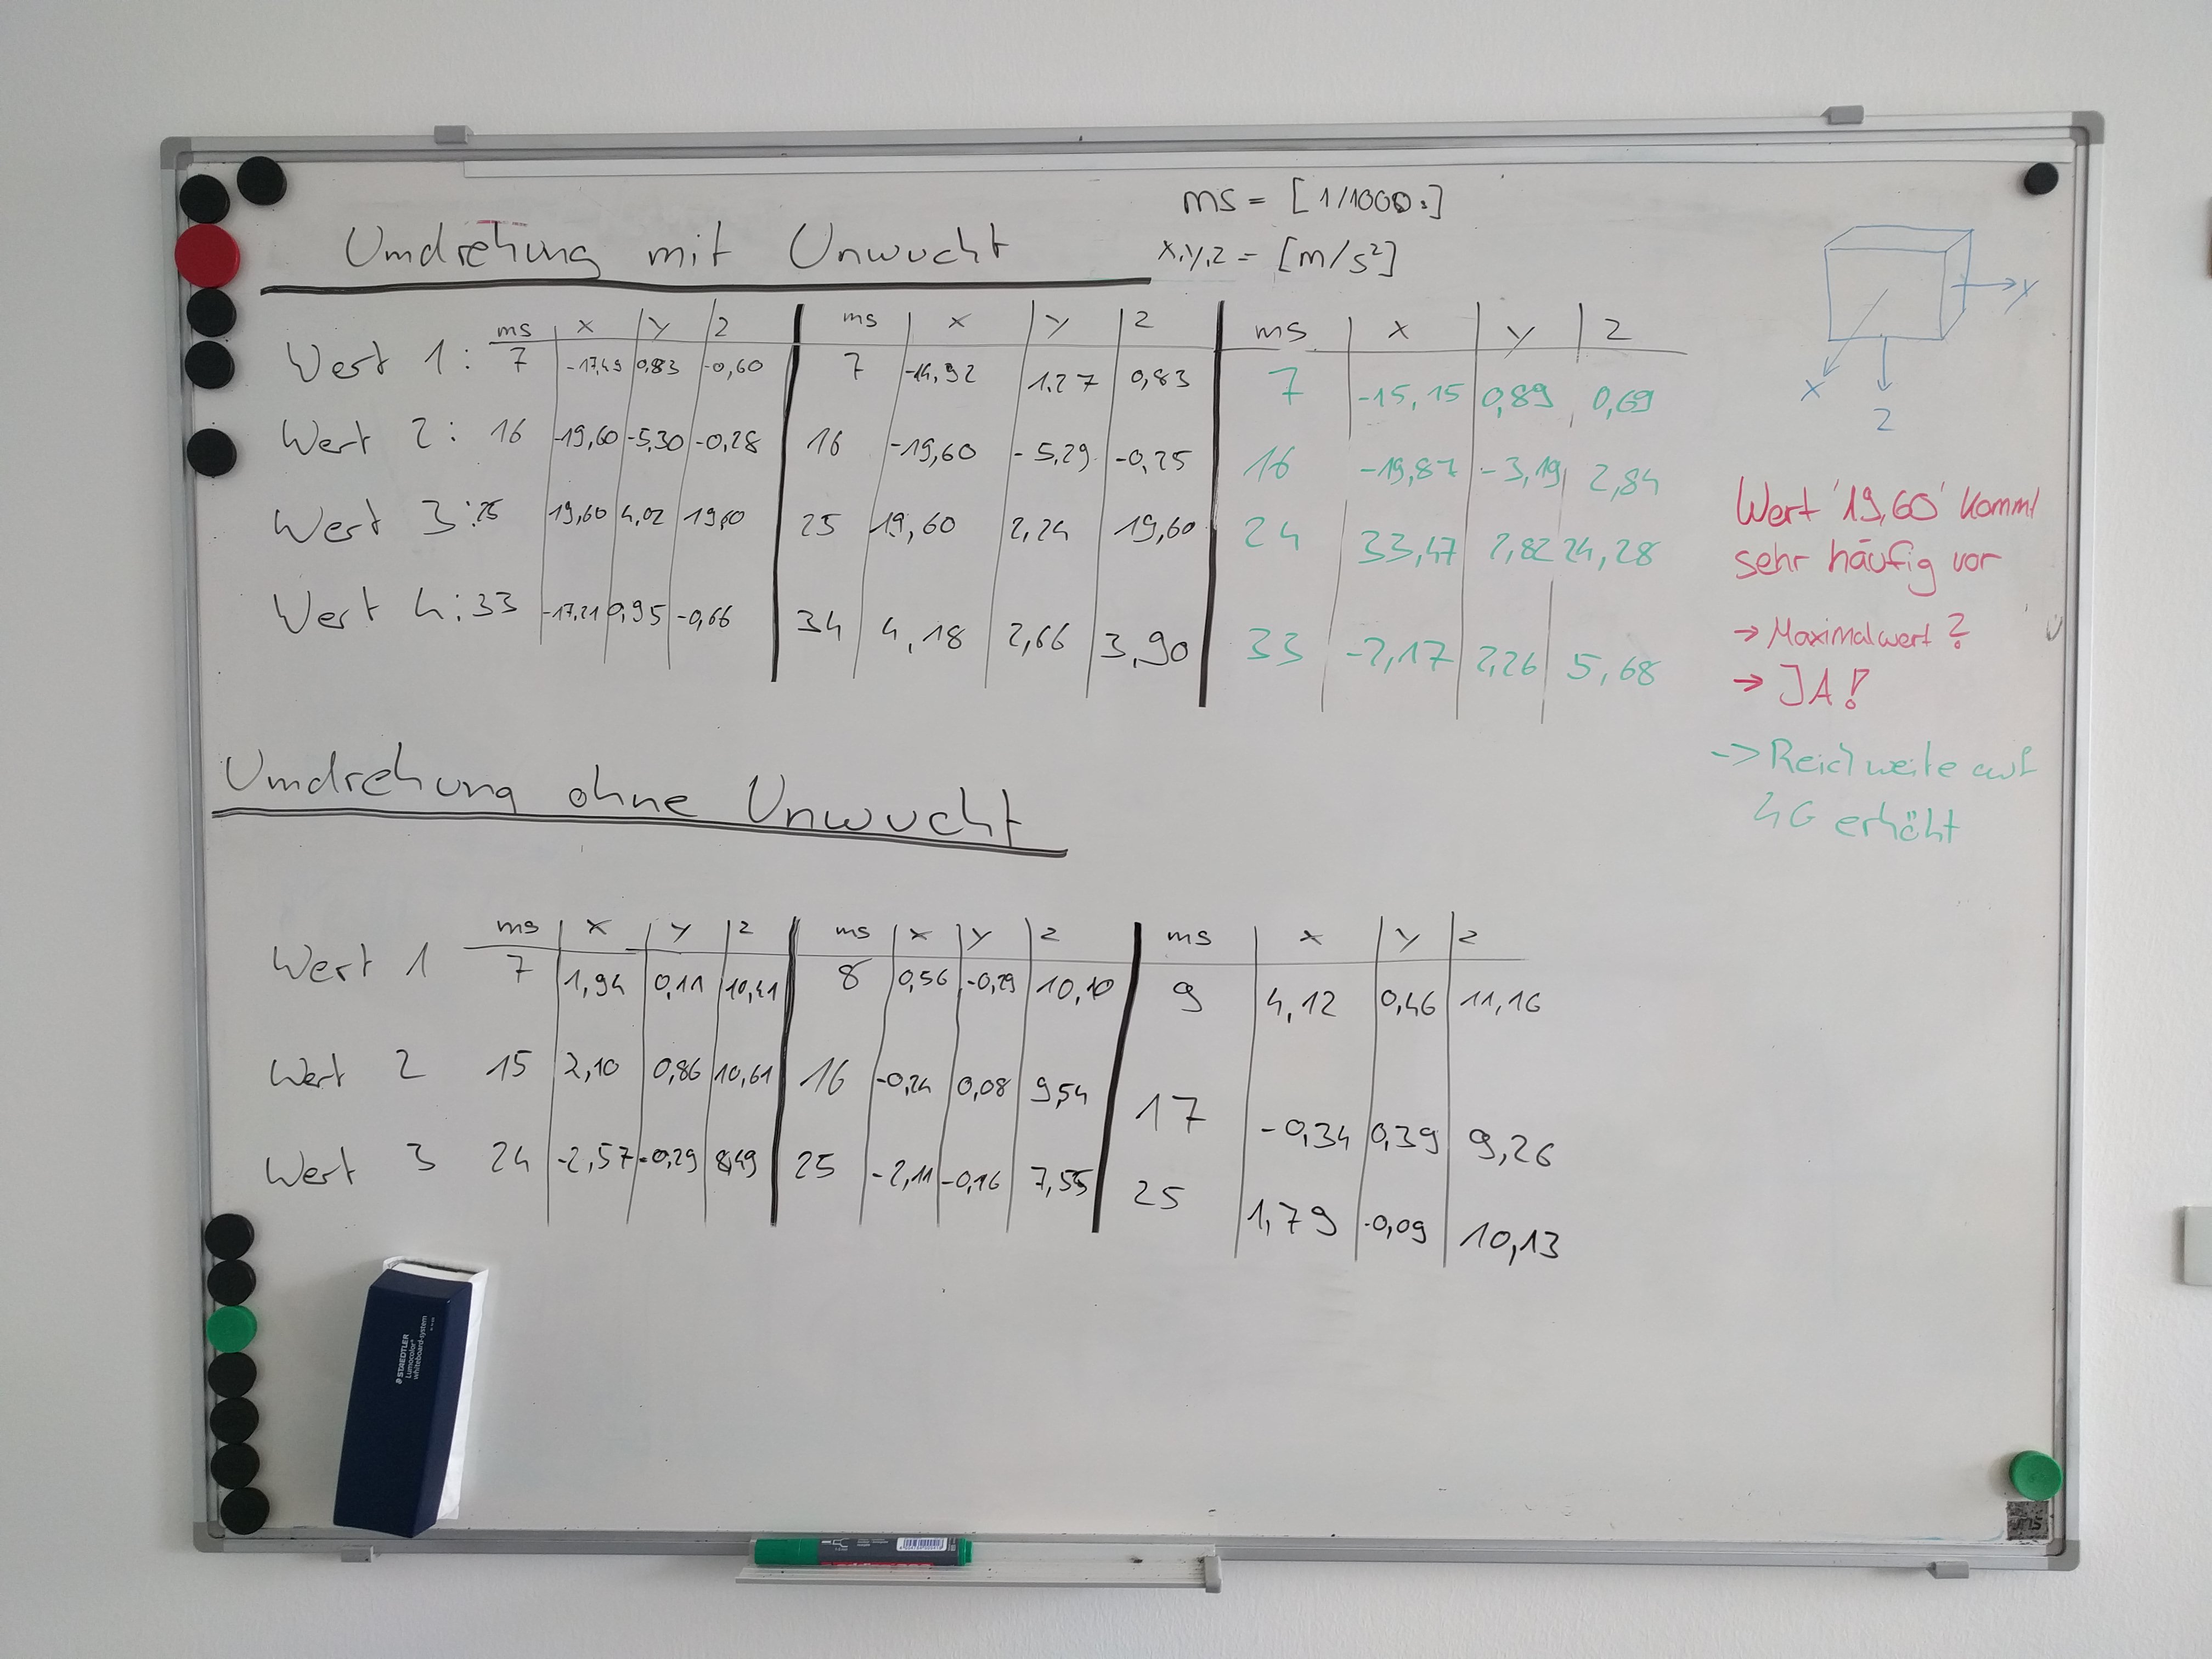 ms = [1/1000.]
Umdrehung mit Unwucht
x,y,z = [m/s²]
ms x y z ms x y z ms x y z
Wert 1: 7 -17,49 0,83 -0,60 7 -14,92 1,27 0,83 7 -15,15 0,89 0,69
Wert 2: 16 -19,60 -5,30 -0,28 16 -19,60 -5,29 -0,25 16 -19,87 -3,19 2,84
Wert 3: 25 19,60 4,02 19,60 25 19,60 2,24 19,60 24 33,47 2,82 24,28
Wert 4: 33 -17,21 0,95 -0,66 34 4,18 2,66 3,90 33 -2,17 2,26 5,68
y
x
z
Wert '19,60' kommt
sehr häufig vor
→ Maximalwert?
→ JA!
-> Reichweite auf
4G erhöht
Umdrehung ohne Unwucht
ms x y z ms x y z ms x y z
Wert 1 7 1,94 0,11 10,41 8 0,56 -0,29 10,10 9 4,12 0,46 11,16
Wert 2 15 2,10 0,86 10,61 16 -0,24 0,08 9,54 17 -0,34 0,39 9,26
Wert 3 24 -2,57 -0,29 8,49 25 -2,11 -0,16 7,55 25 1,79 -0,09 10,13
STAEDTLER
Lumocolor
whiteboard-system